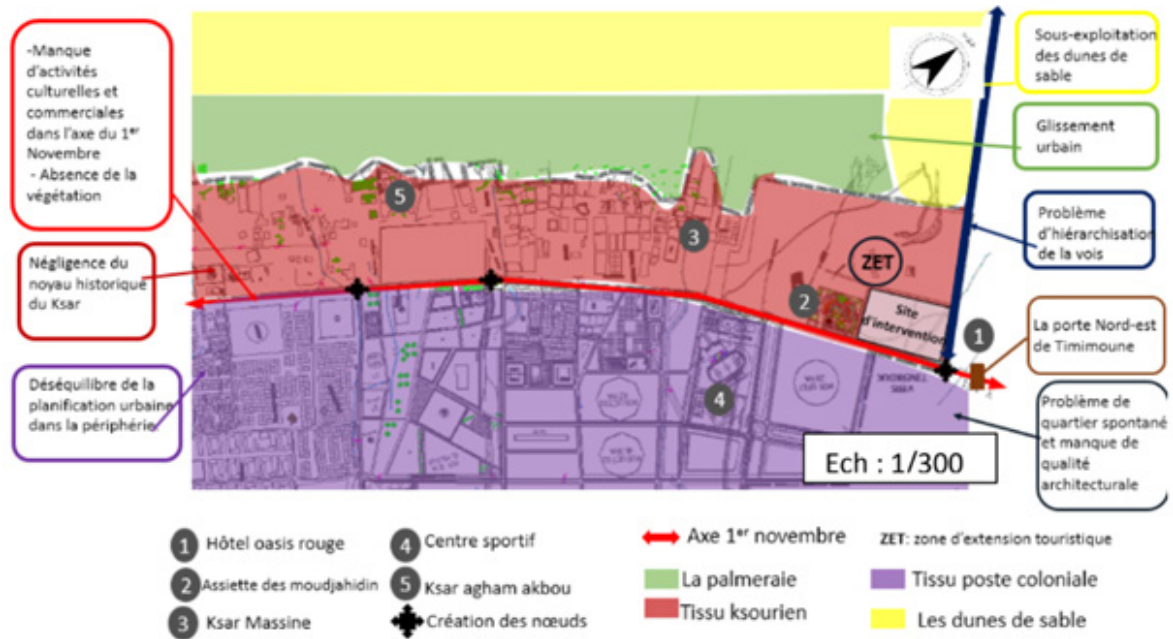 -Manque
d'activités
culturelles et
commerciales
dans l'axe du 1er
Novembre
- Absence de la
végétation
Négligence du
noyau historique
du Ksar
Déséquilibre de la
planification urbaine
dans la périphérie
5
3
ZET
2
Site
d'intervention
1
4
Ech : 1/300
Sous-exploitation
des dunes de
sable
Glissement
urbain
Problème
d'hiérarchisation
de la vois
La porte Nord-est
de Timimoune
Problème de
quartier spontané
et manque de
qualité
architecturale
1 Hôtel oasis rouge
2 Assiette des moudjahidin
3 Ksar Massine
4 Centre sportif
5 Ksar agham akbou
Création des nœuds
Axe 1er novembre
La palmeraie
Tissu ksourien
ZET: zone d'extension touristique
Tissu poste coloniale
Les dunes de sable